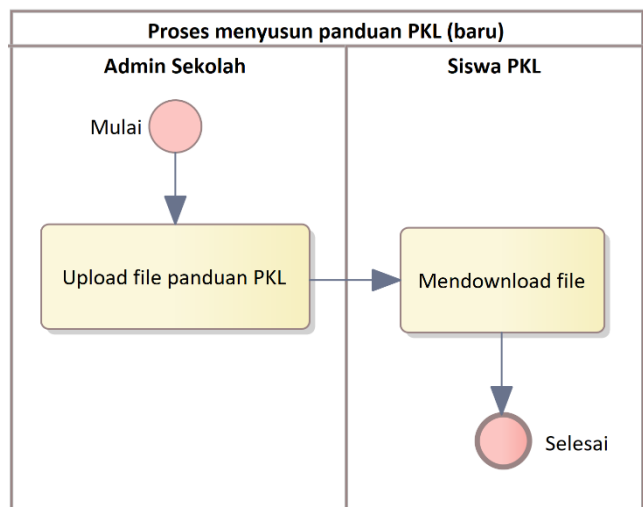 Proses menyusun panduan PKL (baru)
Admin Sekolah
Siswa PKL
Mulai
Upload file panduan PKL
Mendownload file
Selesai